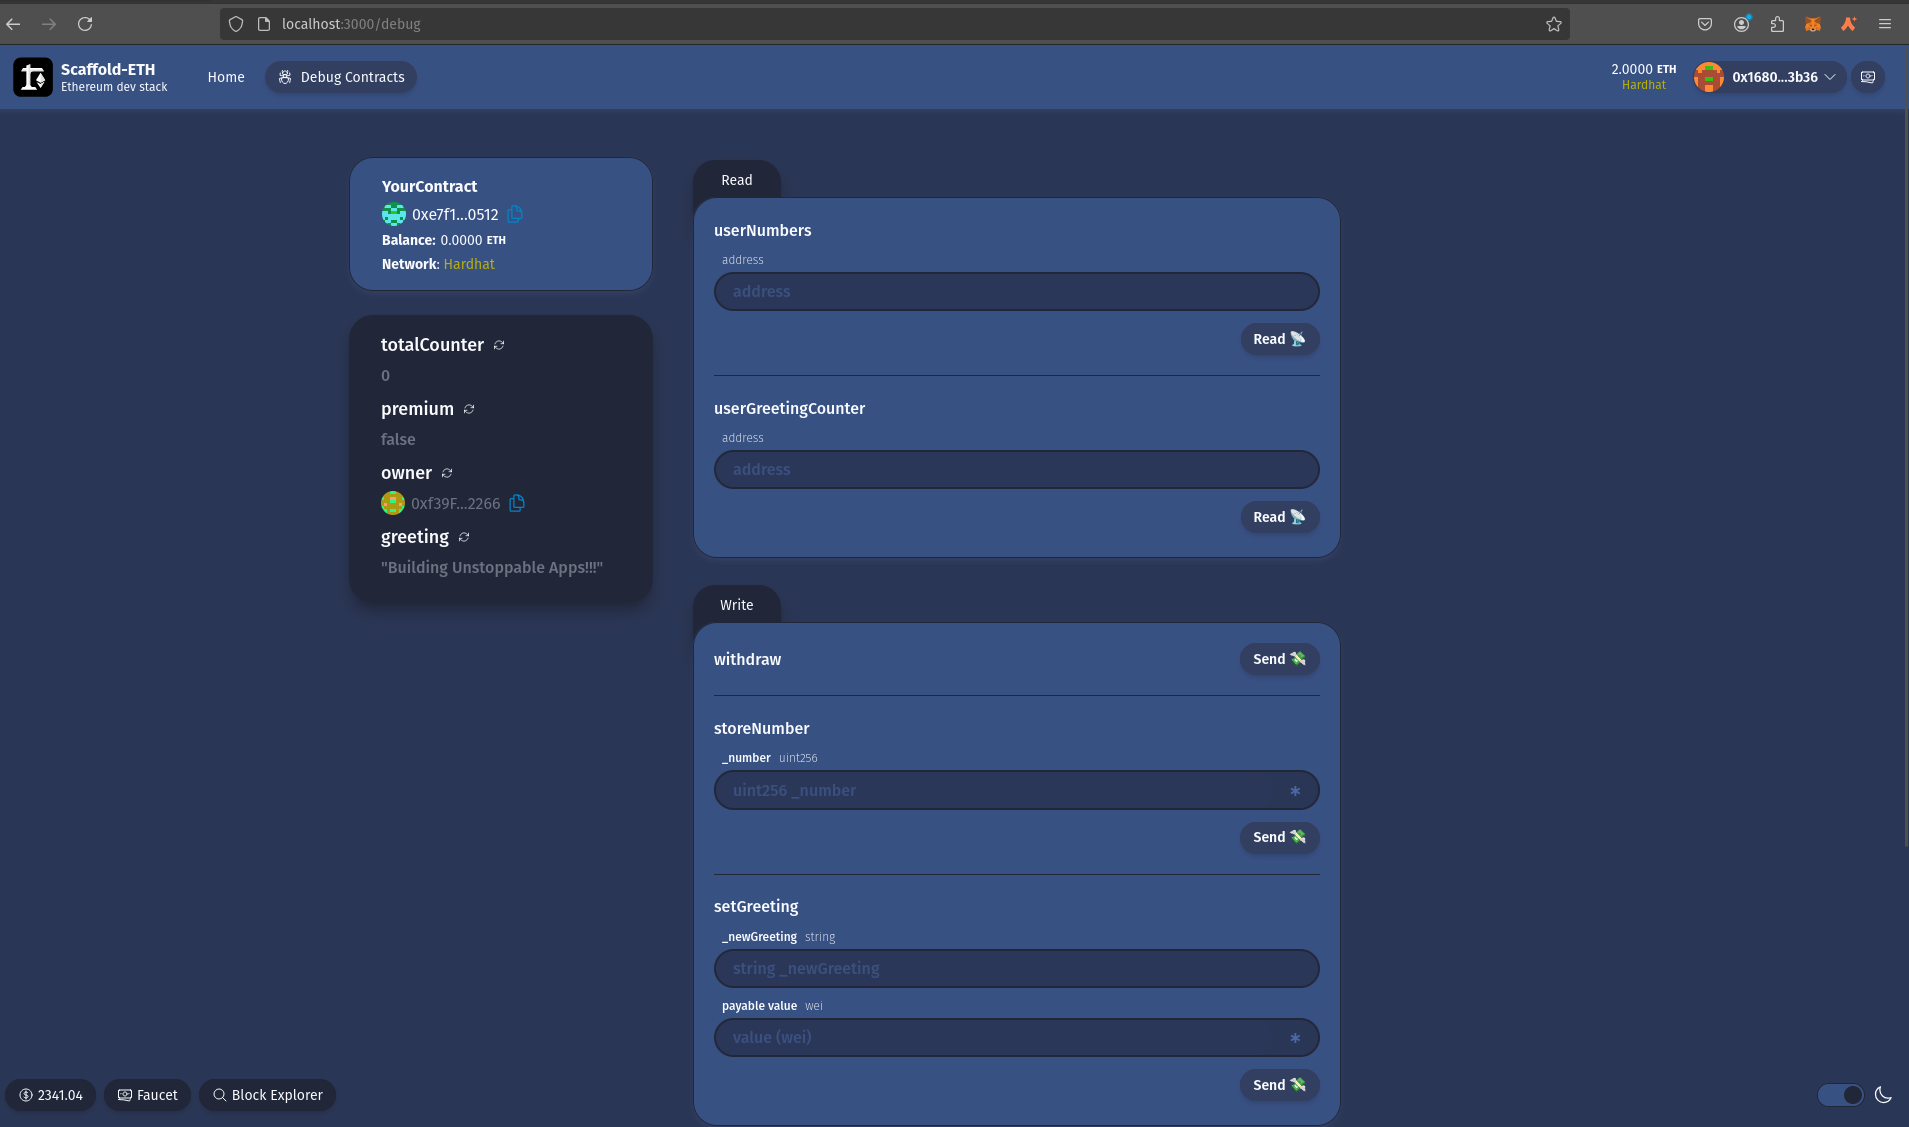 localhost:3000/debug
Scaffold-ETH
Ethereum dev stack
Home
Debug Contracts
2.0000 ETH
Hardhat
0x1680...3b36
YourContract
0xe7f1...0512
Balance: 0.0000 ETH
Network: Hardhat
totalCounter
0
premium
false
owner
0xf39F...2266
greeting
"Building Unstoppable Apps!!!"
Read
userNumbers
address
address
Read 📡
userGreetingCounter
address
address
Read 📡
Write
withdraw
Send 💸
storeNumber
_number uint256
uint256 _number
*
Send 💸
setGreeting
_newGreeting string
string _newGreeting
payable value wei
value (wei)
*
Send 💸
2341.04
Faucet
Block Explorer